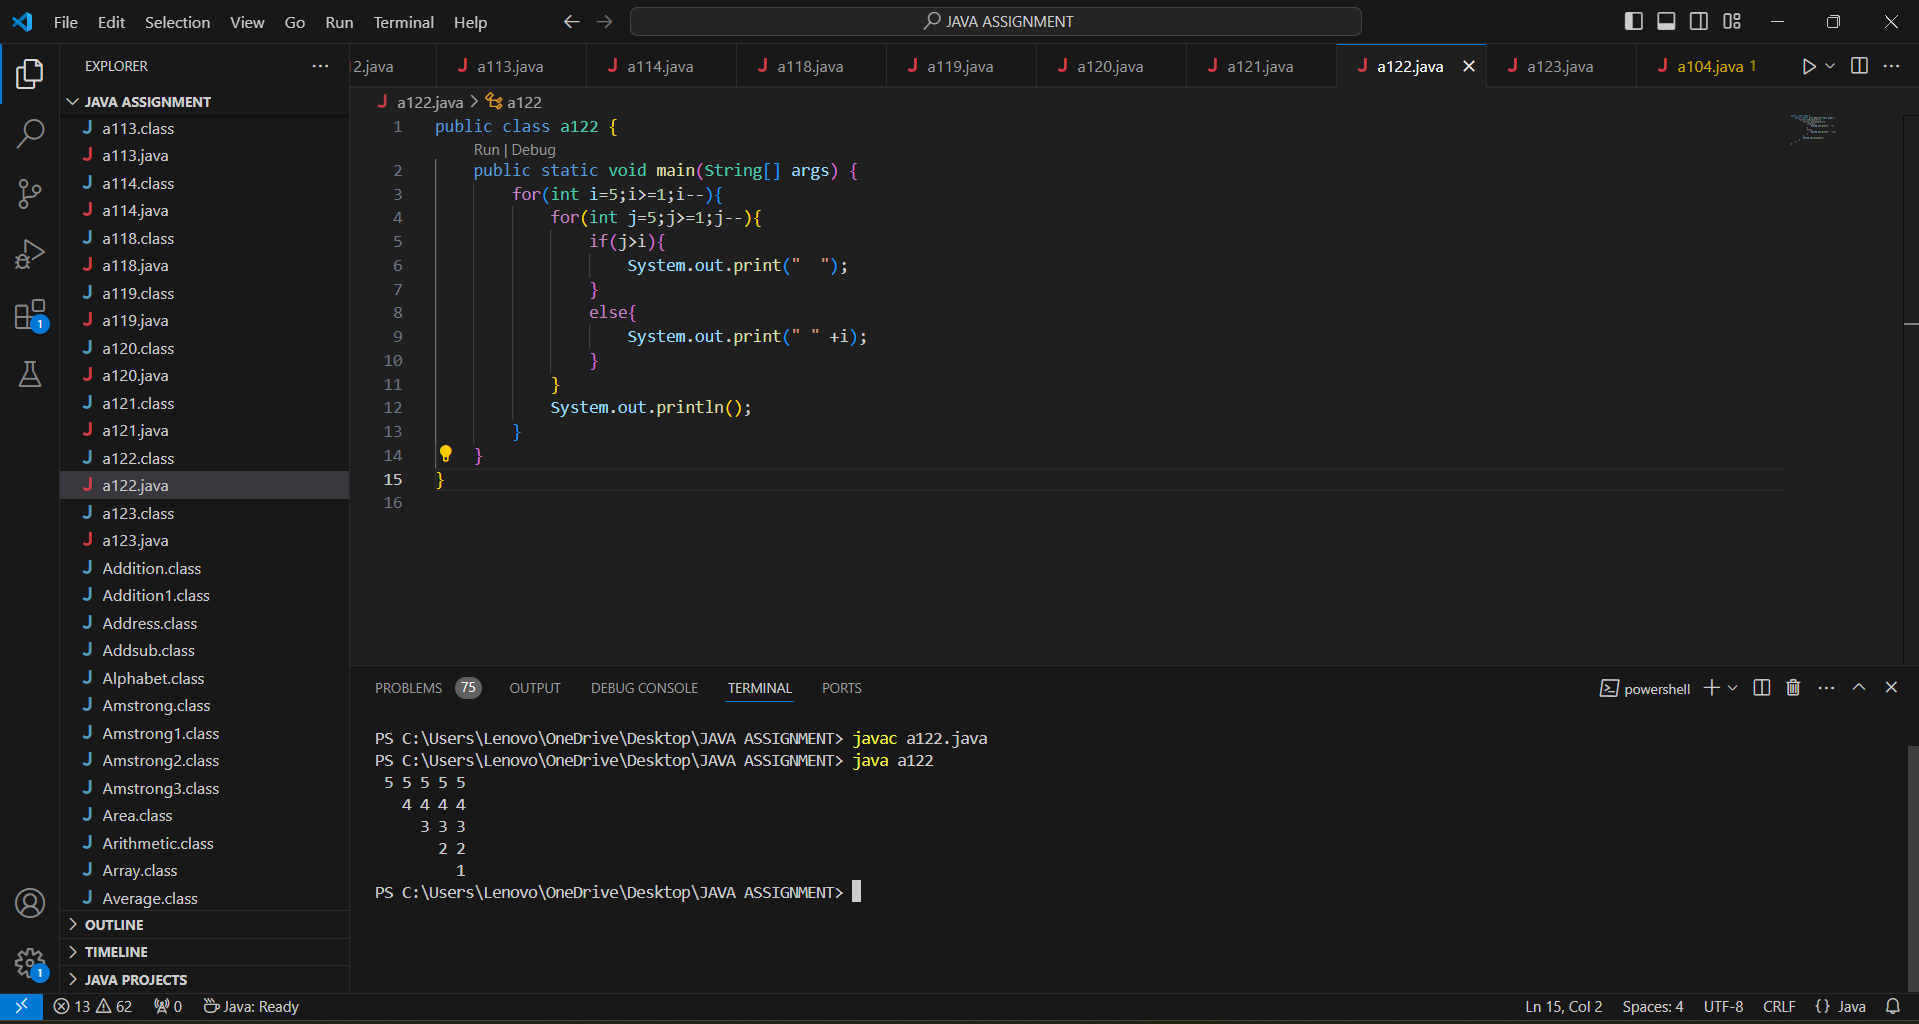 File Edit Selection View Go Run Terminal Help
JAVA ASSIGNMENT
EXPLORER
JAVA ASSIGNMENT
a113.class
a113.java
a114.class
a114.java
a118.class
a118.java
a119.class
a119.java
a120.class
a120.java
a121.class
a121.java
a122.class
a122.java
a123.class
a123.java
Addition.class
Addition1.class
Address.class
Addsub.class
Alphabet.class
Amstrong.class
Amstrong1.class
Amstrong2.class
Amstrong3.class
Area.class
Arithmetic.class
Array.class
Average.class
OUTLINE
TIMELINE
JAVA PROJECTS
1
1
12.java a113.java a114.java a118.java a119.java a120.java a121.java a122.java a123.java a104.java 1
a122.java > a122
1 public class a122 {
Run | Debug
2 public static void main(String[] args) {
3 for(int i=5;i>=1;i--){
4 for(int j=5;j>=1;j--){
5 if(j>i){
6 System.out.print("  ");
7 }
8 else{
9 System.out.print(" " +i);
10 }
11 }
12 System.out.println();
13 }
14 }
15 }
16
PROBLEMS 75 OUTPUT DEBUG CONSOLE TERMINAL PORTS
powershell
PS C:\Users\Lenovo\OneDrive\Desktop\JAVA ASSIGNMENT> javac a122.java
PS C:\Users\Lenovo\OneDrive\Desktop\JAVA ASSIGNMENT> java a122
5 5 5 5 5
4 4 4 4
3 3 3
2 2
1
PS C:\Users\Lenovo\OneDrive\Desktop\JAVA ASSIGNMENT>
13 62 0 Java: Ready
Ln 15, Col 2 Spaces: 4 UTF-8 CRLF {} Java